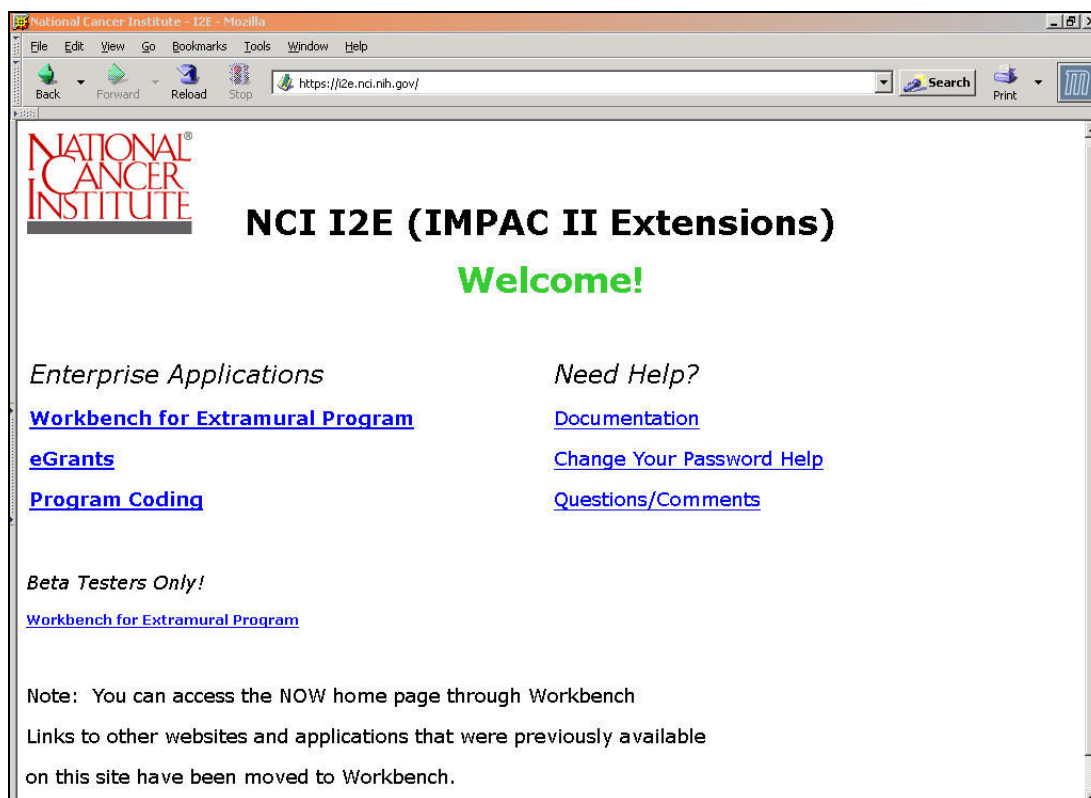 National Cancer Institute - I2E - Mozilla
File Edit View Go Bookmarks Tools Window Help
Back Forward Reload Stop https://i2e.nci.nih.gov/ Search Print
NATIONAL®
CANCER
INSTITUTE
NCI I2E (IMPAC II Extensions)
Welcome!
Enterprise Applications
Workbench for Extramural Program
eGrants
Program Coding
Need Help?
Documentation
Change Your Password Help
Questions/Comments
Beta Testers Only!
Workbench for Extramural Program
Note: You can access the NOW home page through Workbench
Links to other websites and applications that were previously available
on this site have been moved to Workbench.